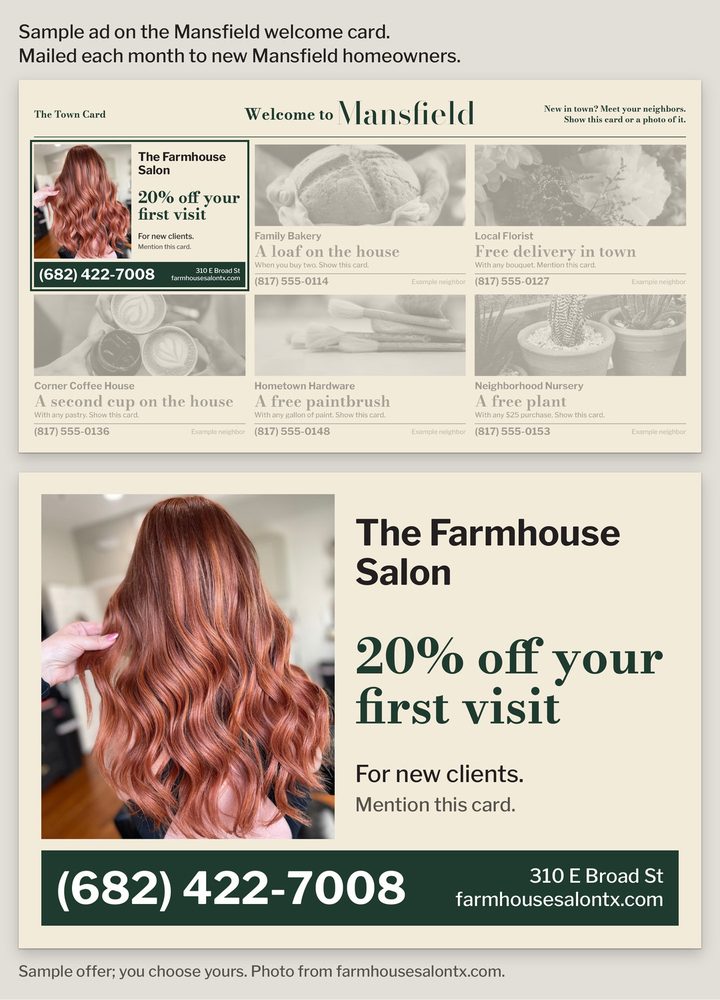 Sample ad on the Mansfield welcome card.
Mailed each month to new Mansfield homeowners.
The Town Card
Welcome to Mansfield
New in town? Meet your neighbors.
Show this card or a photo of it.
The Farmhouse
Salon
20% off your
first visit
For new clients.
Mention this card.
(682) 422-7008
310 E Broad St
farmhousesalontx.com
Family Bakery
A loaf on the house
When you buy two. Show this card.
(817) 555-0114
Example neighbor
Local Florist
Free delivery in town
With any bouquet. Mention this card.
(817) 555-0127
Example neighbor
Corner Coffee House
A second cup on the house
With any pastry. Show this card.
(817) 555-0136
Example neighbor
Hometown Hardware
A free paintbrush
With any gallon of paint. Show this card.
(817) 555-0148
Example neighbor
Neighborhood Nursery
A free plant
With any $25 purchase. Show this card.
(817) 555-0153
Example neighbor
The Farmhouse
Salon
20% off your
first visit
For new clients.
Mention this card.
(682) 422-7008
310 E Broad St
farmhousesalontx.com
Sample offer; you choose yours. Photo from farmhousesalontx.com.